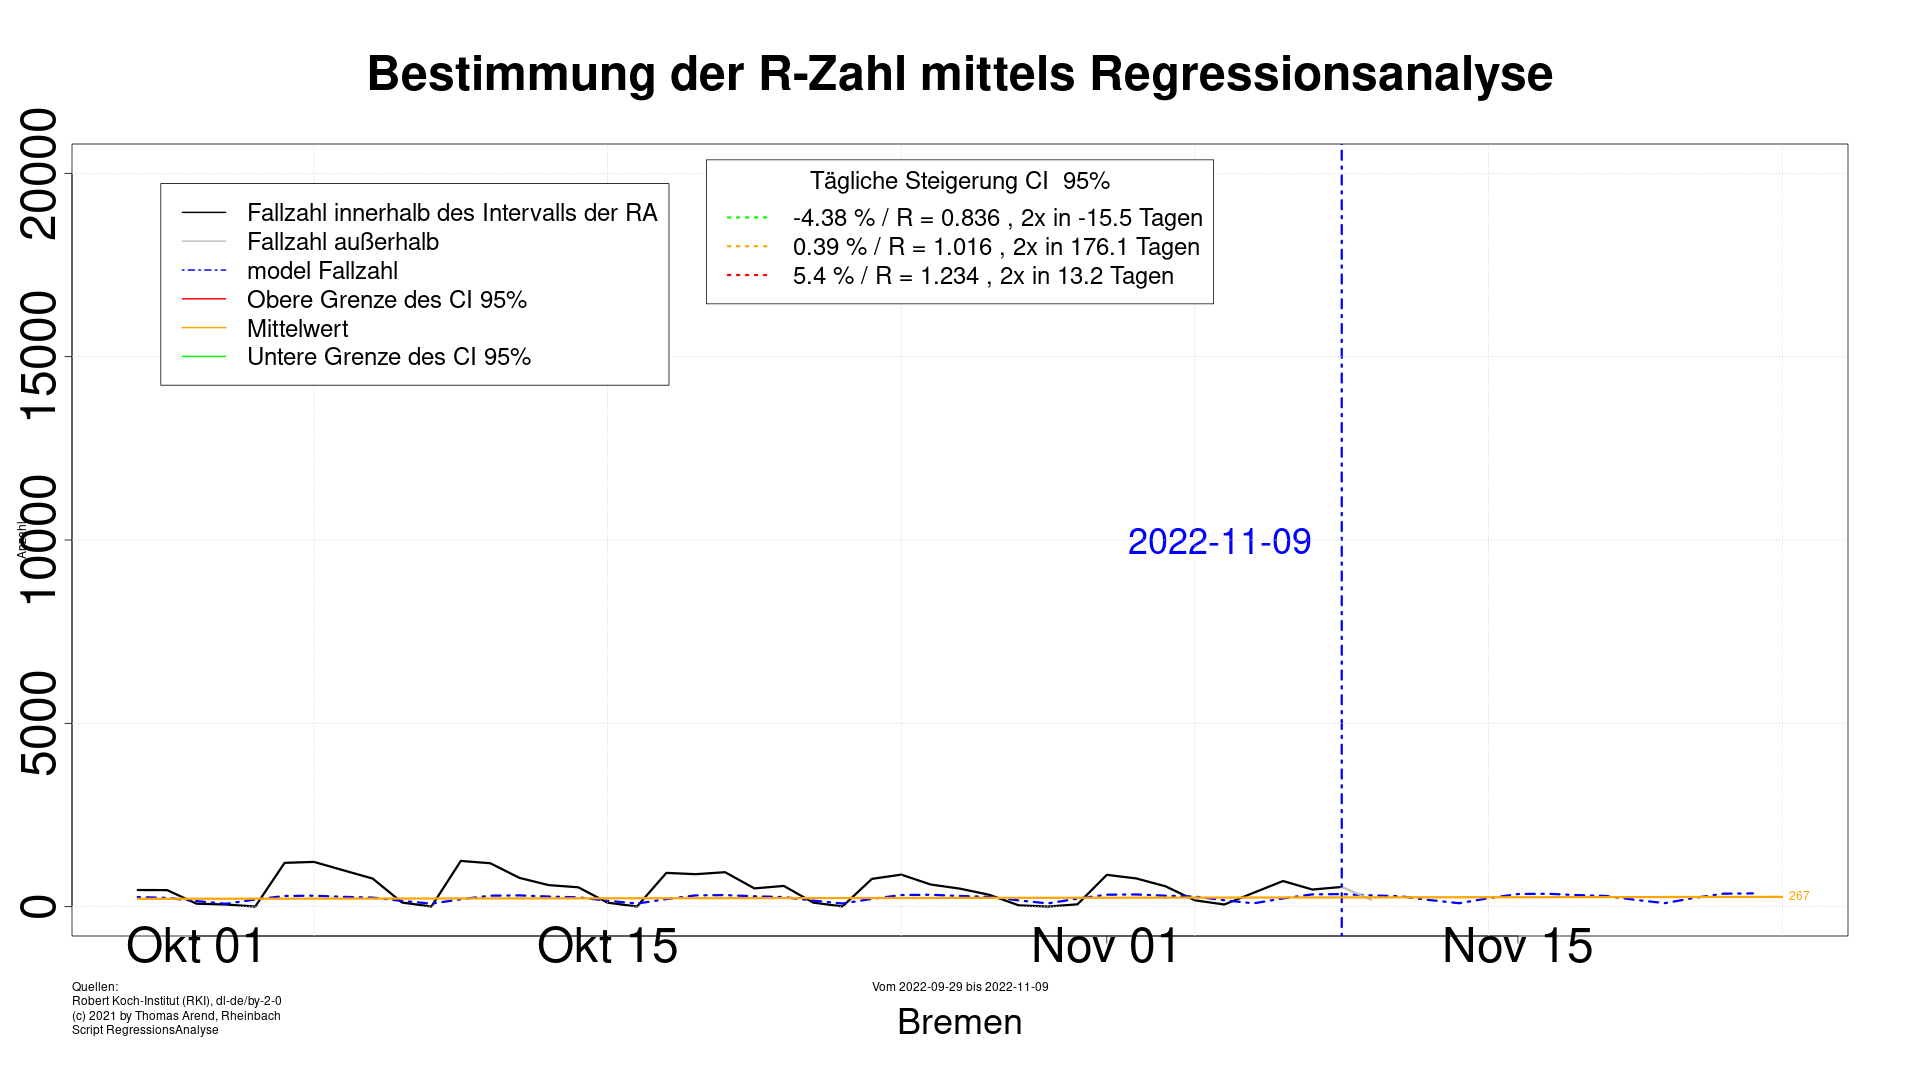 Bestimmung der R-Zahl mittels Regressionsanalyse
Tägliche Steigerung CI  95%
-4.38 % / R = 0.836 , 2x in -15.5 Tagen
0.39 % / R = 1.016 , 2x in 176.1 Tagen
5.4 % / R = 1.234 , 2x in 13.2 Tagen
Fallzahl innerhalb des Intervalls der RA
Fallzahl außerhalb
model Fallzahl
Obere Grenze des CI 95%
Mittelwert
Untere Grenze des CI 95%
20000
15000
10000
5000
0
Anzahl
2022-11-09
267
Okt 01
Okt 15
Nov 01
Nov 15
Quellen:
Robert Koch-Institut (RKI), dl-de/by-2-0
(c) 2021 by Thomas Arend, Rheinbach
Script RegressionsAnalyse
Vom 2022-09-29 bis 2022-11-09
Bremen